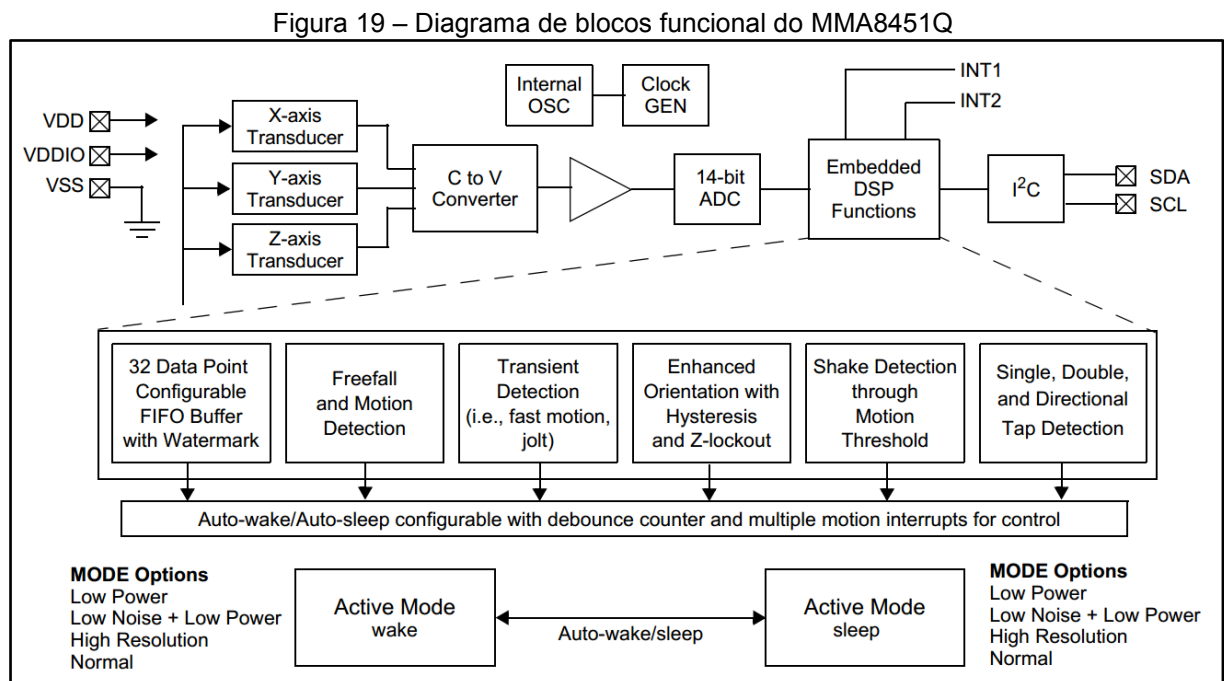 Figura 19 – Diagrama de blocos funcional do MMA8451Q
VDD
VDDIO
VSS
X-axis
Transducer
Y-axis
Transducer
Z-axis
Transducer
C to V
Converter
Internal
OSC
Clock
GEN
14-bit
ADC
Embedded
DSP
Functions
INT1
INT2
I²C
SDA
SCL
32 Data Point
Configurable
FIFO Buffer
with Watermark
Freefall
and Motion
Detection
Transient
Detection
(i.e., fast motion,
jolt)
Enhanced
Orientation with
Hysteresis
and Z-lockout
Shake Detection
through
Motion
Threshold
Single, Double,
and Directional
Tap Detection
Auto-wake/Auto-sleep configurable with debounce counter and multiple motion interrupts for control
MODE Options
Low Power
Low Noise + Low Power
High Resolution
Normal
Active Mode
wake
Auto-wake/sleep
Active Mode
sleep
MODE Options
Low Power
Low Noise + Low Power
High Resolution
Normal